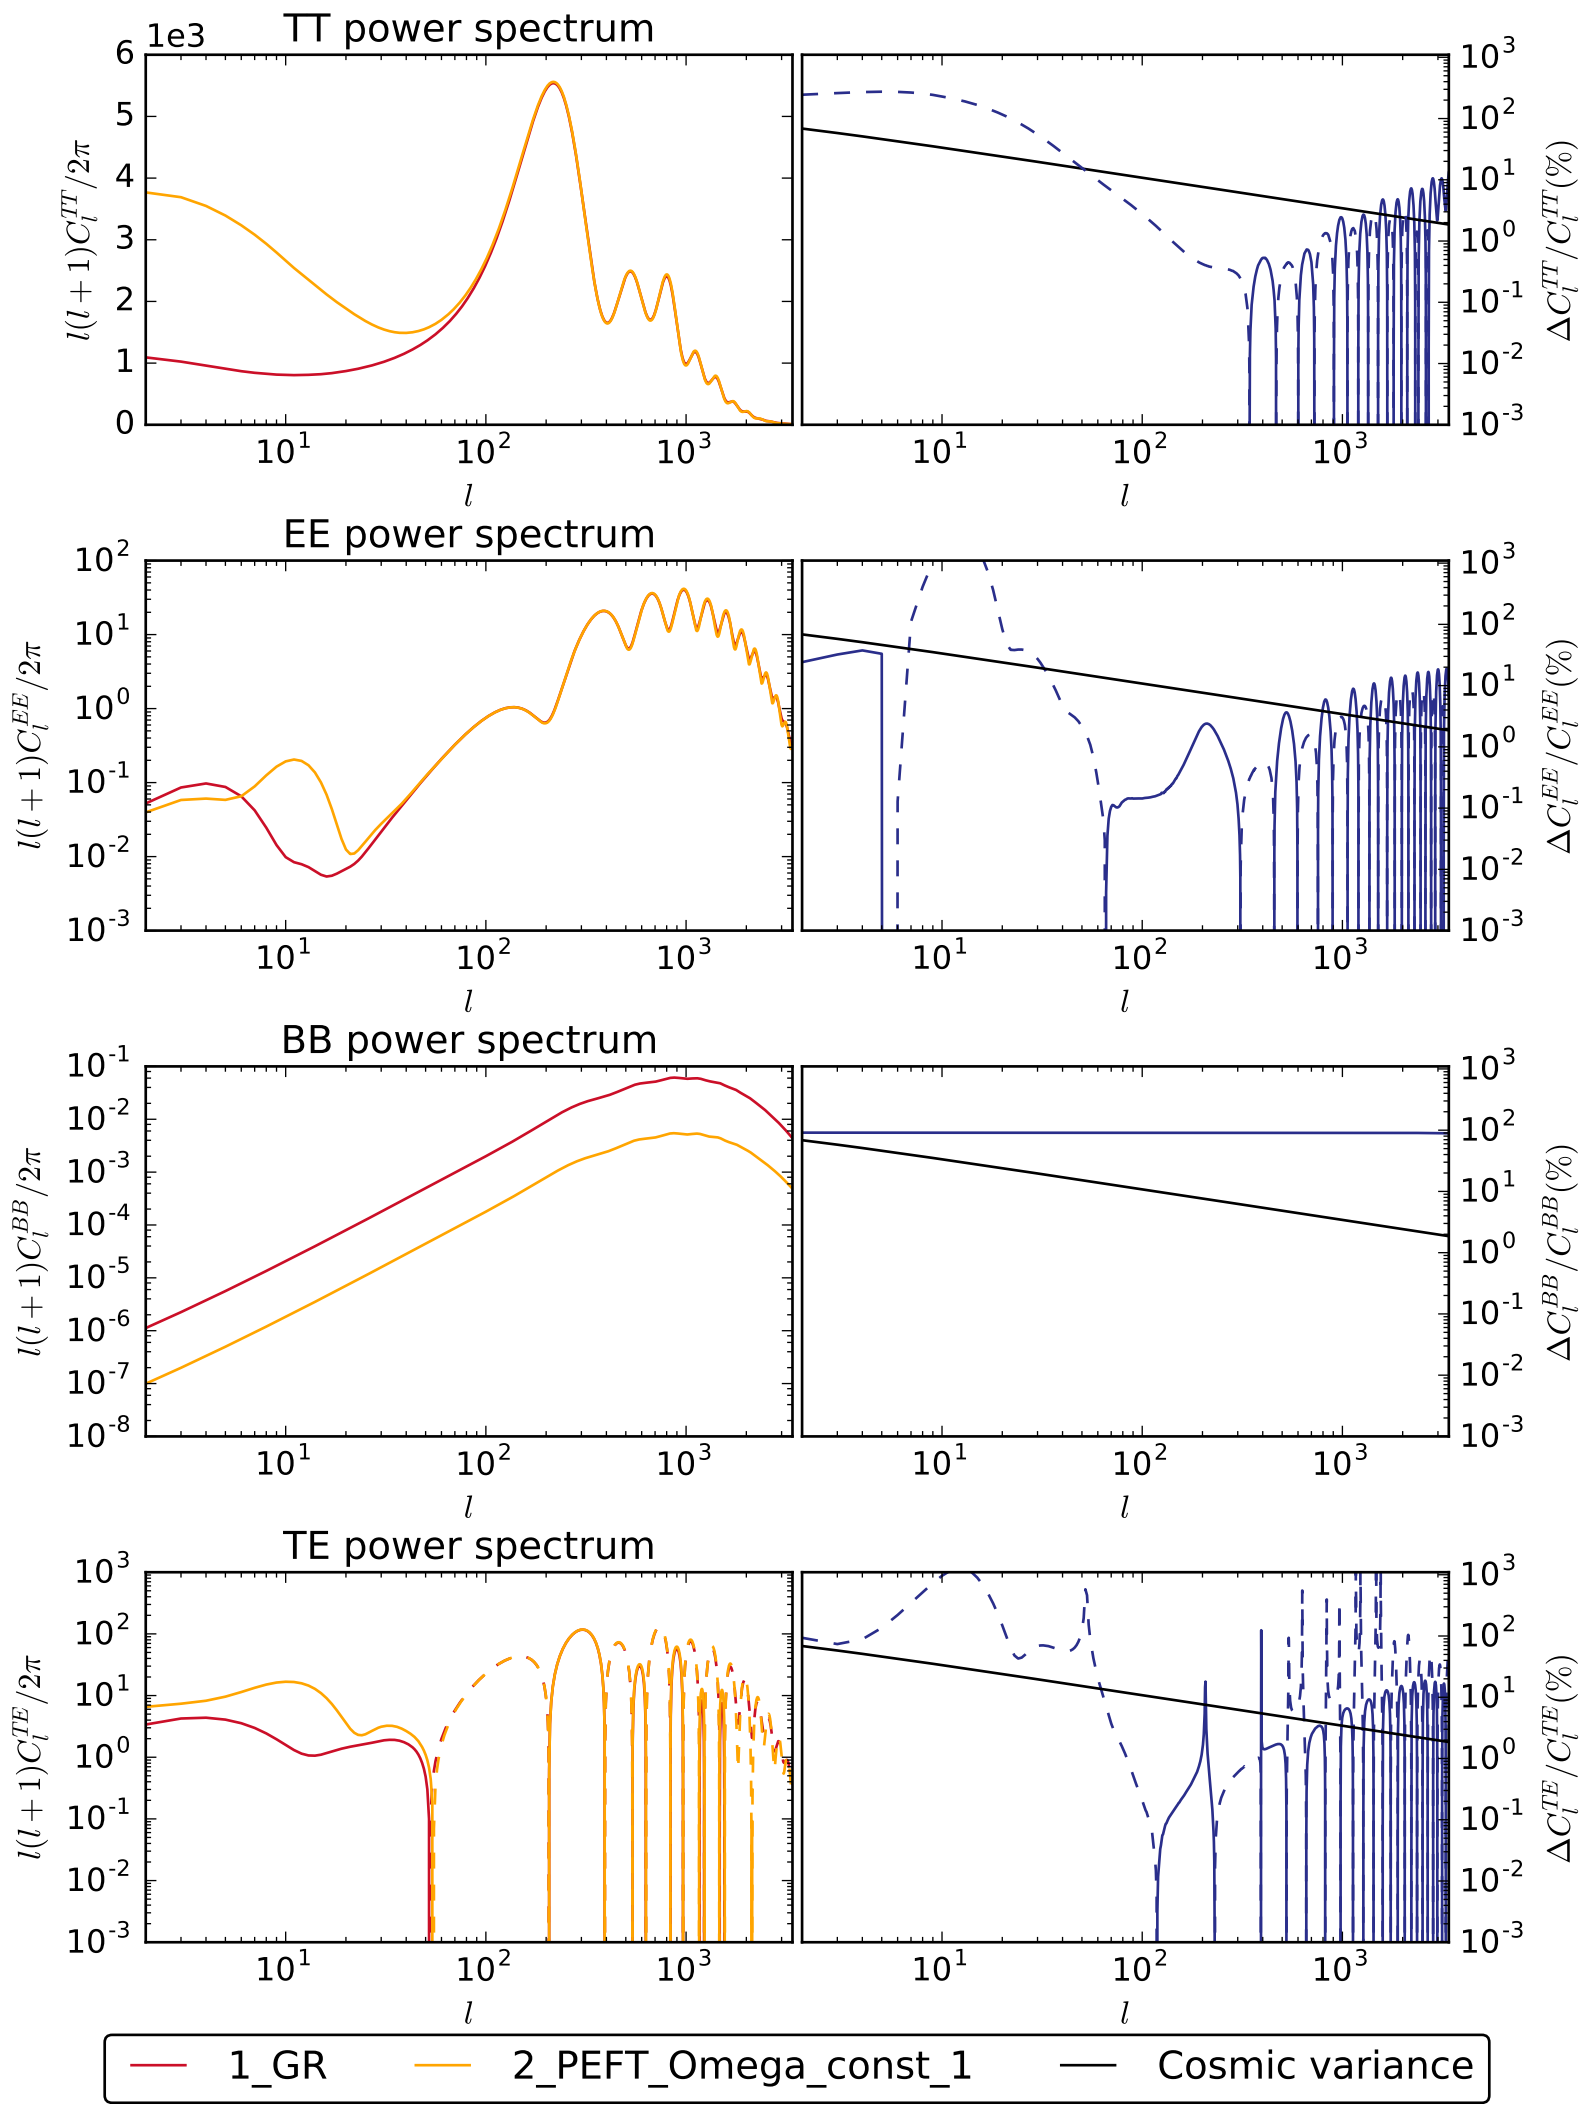 TT power spectrum
1e3
6
5
4
3
2
1
0
l(l+1)C_l^{TT}/2π
10^1 10^2 10^3
l
10^3
10^2
10^1
10^0
10^-1
10^-2
10^-3
ΔC_l^{TT}/C_l^{TT}(%)
10^1 10^2 10^3
l
EE power spectrum
10^2
10^1
10^0
10^-1
10^-2
10^-3
l(l+1)C_l^{EE}/2π
10^1 10^2 10^3
l
10^3
10^2
10^1
10^0
10^-1
10^-2
10^-3
ΔC_l^{EE}/C_l^{EE}(%)
10^1 10^2 10^3
l
BB power spectrum
10^-1
10^-2
10^-3
10^-4
10^-5
10^-6
10^-7
10^-8
l(l+1)C_l^{BB}/2π
10^1 10^2 10^3
l
10^3
10^2
10^1
10^0
10^-1
10^-2
10^-3
ΔC_l^{BB}/C_l^{BB}(%)
10^1 10^2 10^3
l
TE power spectrum
10^3
10^2
10^1
10^0
10^-1
10^-2
10^-3
l(l+1)C_l^{TE}/2π
10^1 10^2 10^3
l
10^3
10^2
10^1
10^0
10^-1
10^-2
10^-3
ΔC_l^{TE}/C_l^{TE}(%)
10^1 10^2 10^3
l
1_GR 2_PEFT_Omega_const_1 Cosmic variance